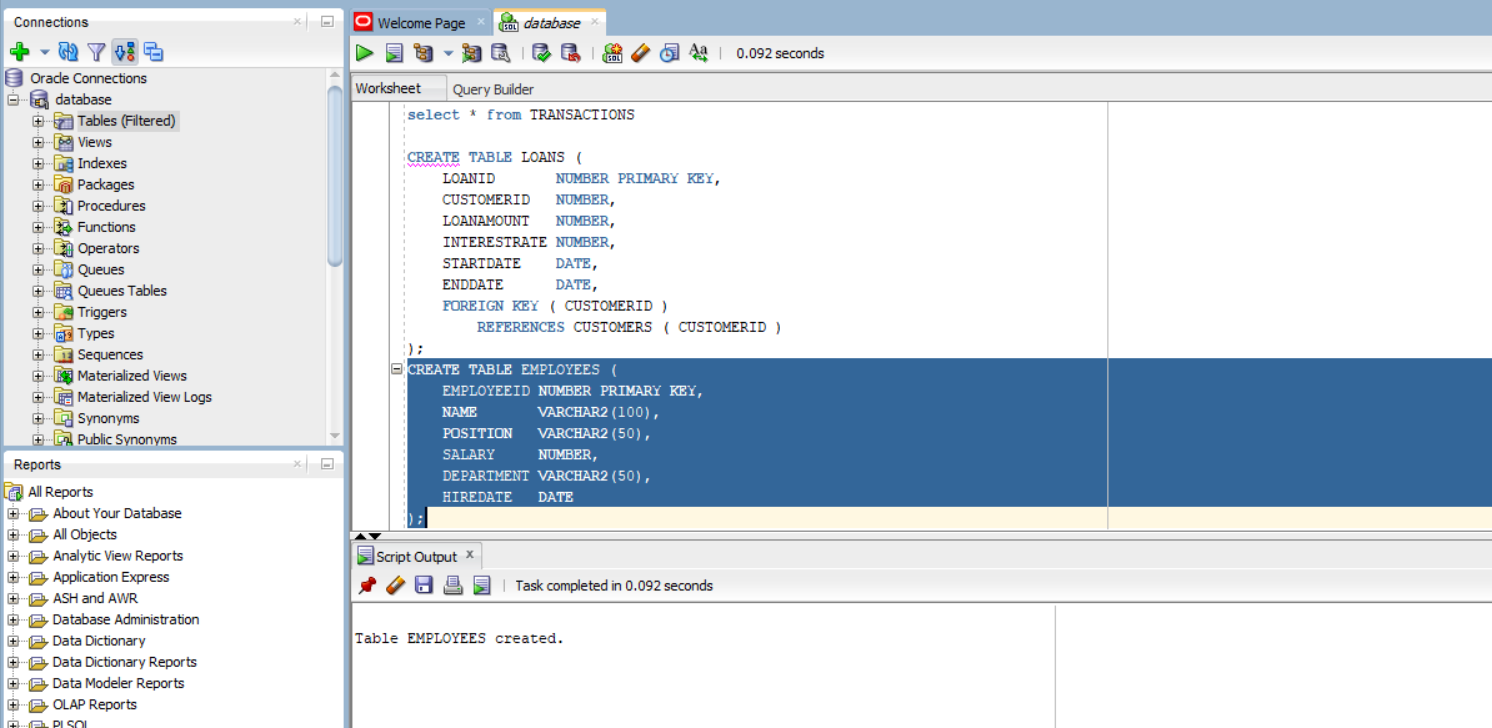 Connections
Oracle Connections
database
Tables (Filtered)
Views
Indexes
Packages
Procedures
Functions
Operators
Queues
Queues Tables
Triggers
Types
Sequences
Materialized Views
Materialized View Logs
Synonyms
Public Synonyms
Reports
All Reports
About Your Database
All Objects
Analytic View Reports
Application Express
ASH and AWR
Database Administration
Data Dictionary
Data Dictionary Reports
Data Modeler Reports
OLAP Reports
PLSQL
Welcome Page
database
0.092 seconds
Worksheet
Query Builder
select * from TRANSACTIONS
CREATE TABLE LOANS (
LOANID NUMBER PRIMARY KEY,
CUSTOMERID NUMBER,
LOANAMOUNT NUMBER,
INTERESTRATE NUMBER,
STARTDATE DATE,
ENDDATE DATE,
FOREIGN KEY ( CUSTOMERID )
REFERENCES CUSTOMERS ( CUSTOMERID )
);
CREATE TABLE EMPLOYEES (
EMPLOYEEID NUMBER PRIMARY KEY,
NAME VARCHAR2(100),
POSITION VARCHAR2(50),
SALARY NUMBER,
DEPARTMENT VARCHAR2(50),
HIREDATE DATE
);
Script Output
Task completed in 0.092 seconds
Table EMPLOYEES created.